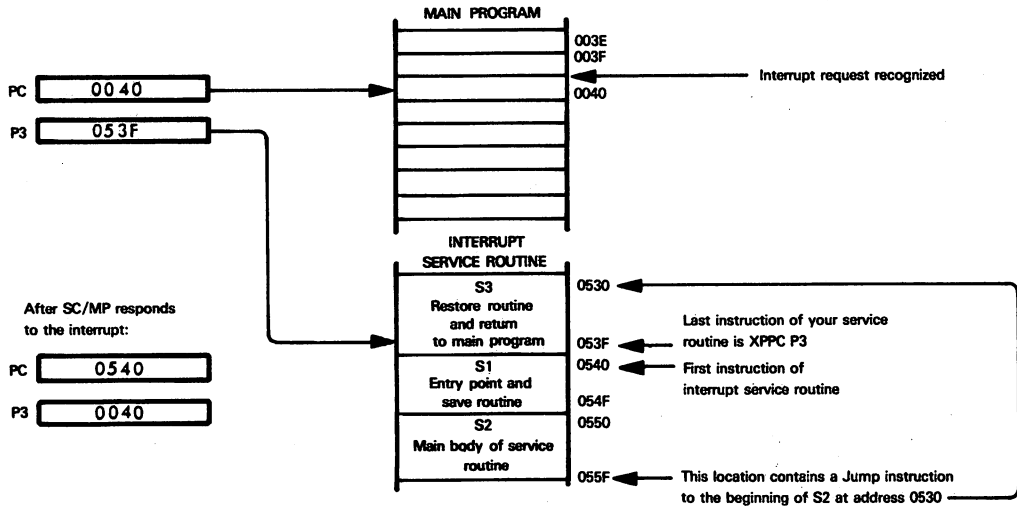 MAIN PROGRAM
003E
003F
Interrupt request recognized
PC 0040
0040
P3 053F
INTERRUPT
SERVICE ROUTINE
S3
0530
Restore routine
and return
to main program
053F
Last instruction of your service
routine is XPPC P3
After SC/MP responds
to the interrupt:
PC 0540
P3 0040
S1
0540
Entry point and
save routine
054F
First instruction of
interrupt service routine
S2
0550
Main body of service
routine
055F
This location contains a Jump instruction
to the beginning of S2 at address 0530